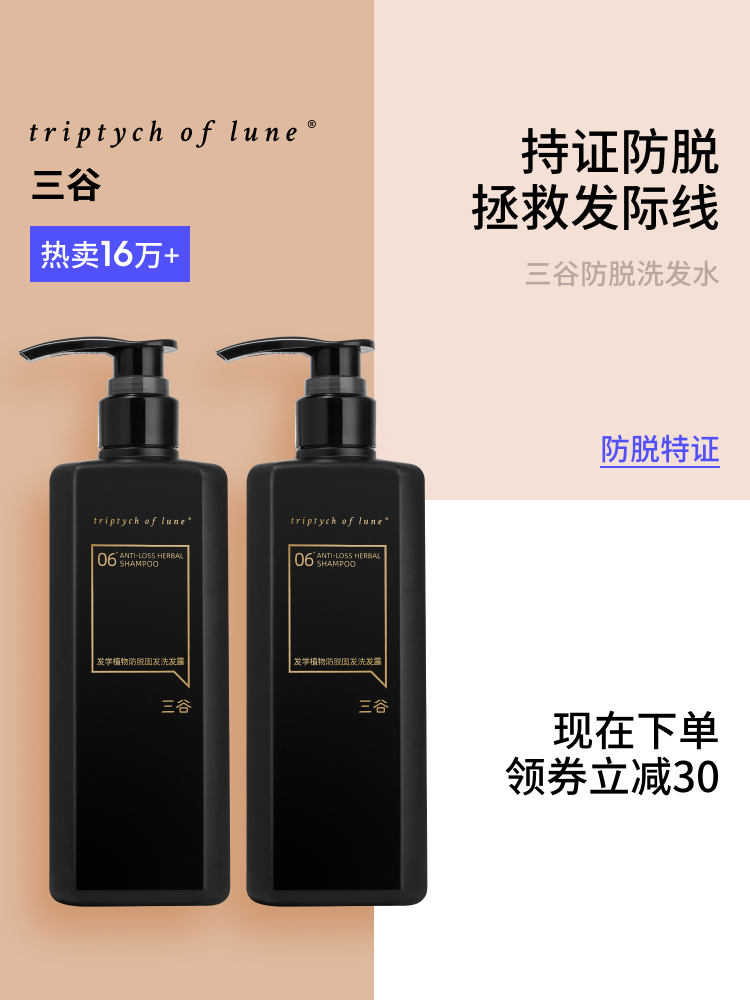 triptych of lune®
三谷
热卖16万+
持证防脱
拯救发际线
三谷防脱洗发水
防脱特证
triptych of lune®
06 ANTI-LOSS HERBAL
SHAMPOO
发学植物防脱固发洗发露
三谷
triptych of lune®
06 ANTI-LOSS HERBAL
SHAMPOO
发学植物防脱固发洗发露
三谷
现在下单
领券立减30